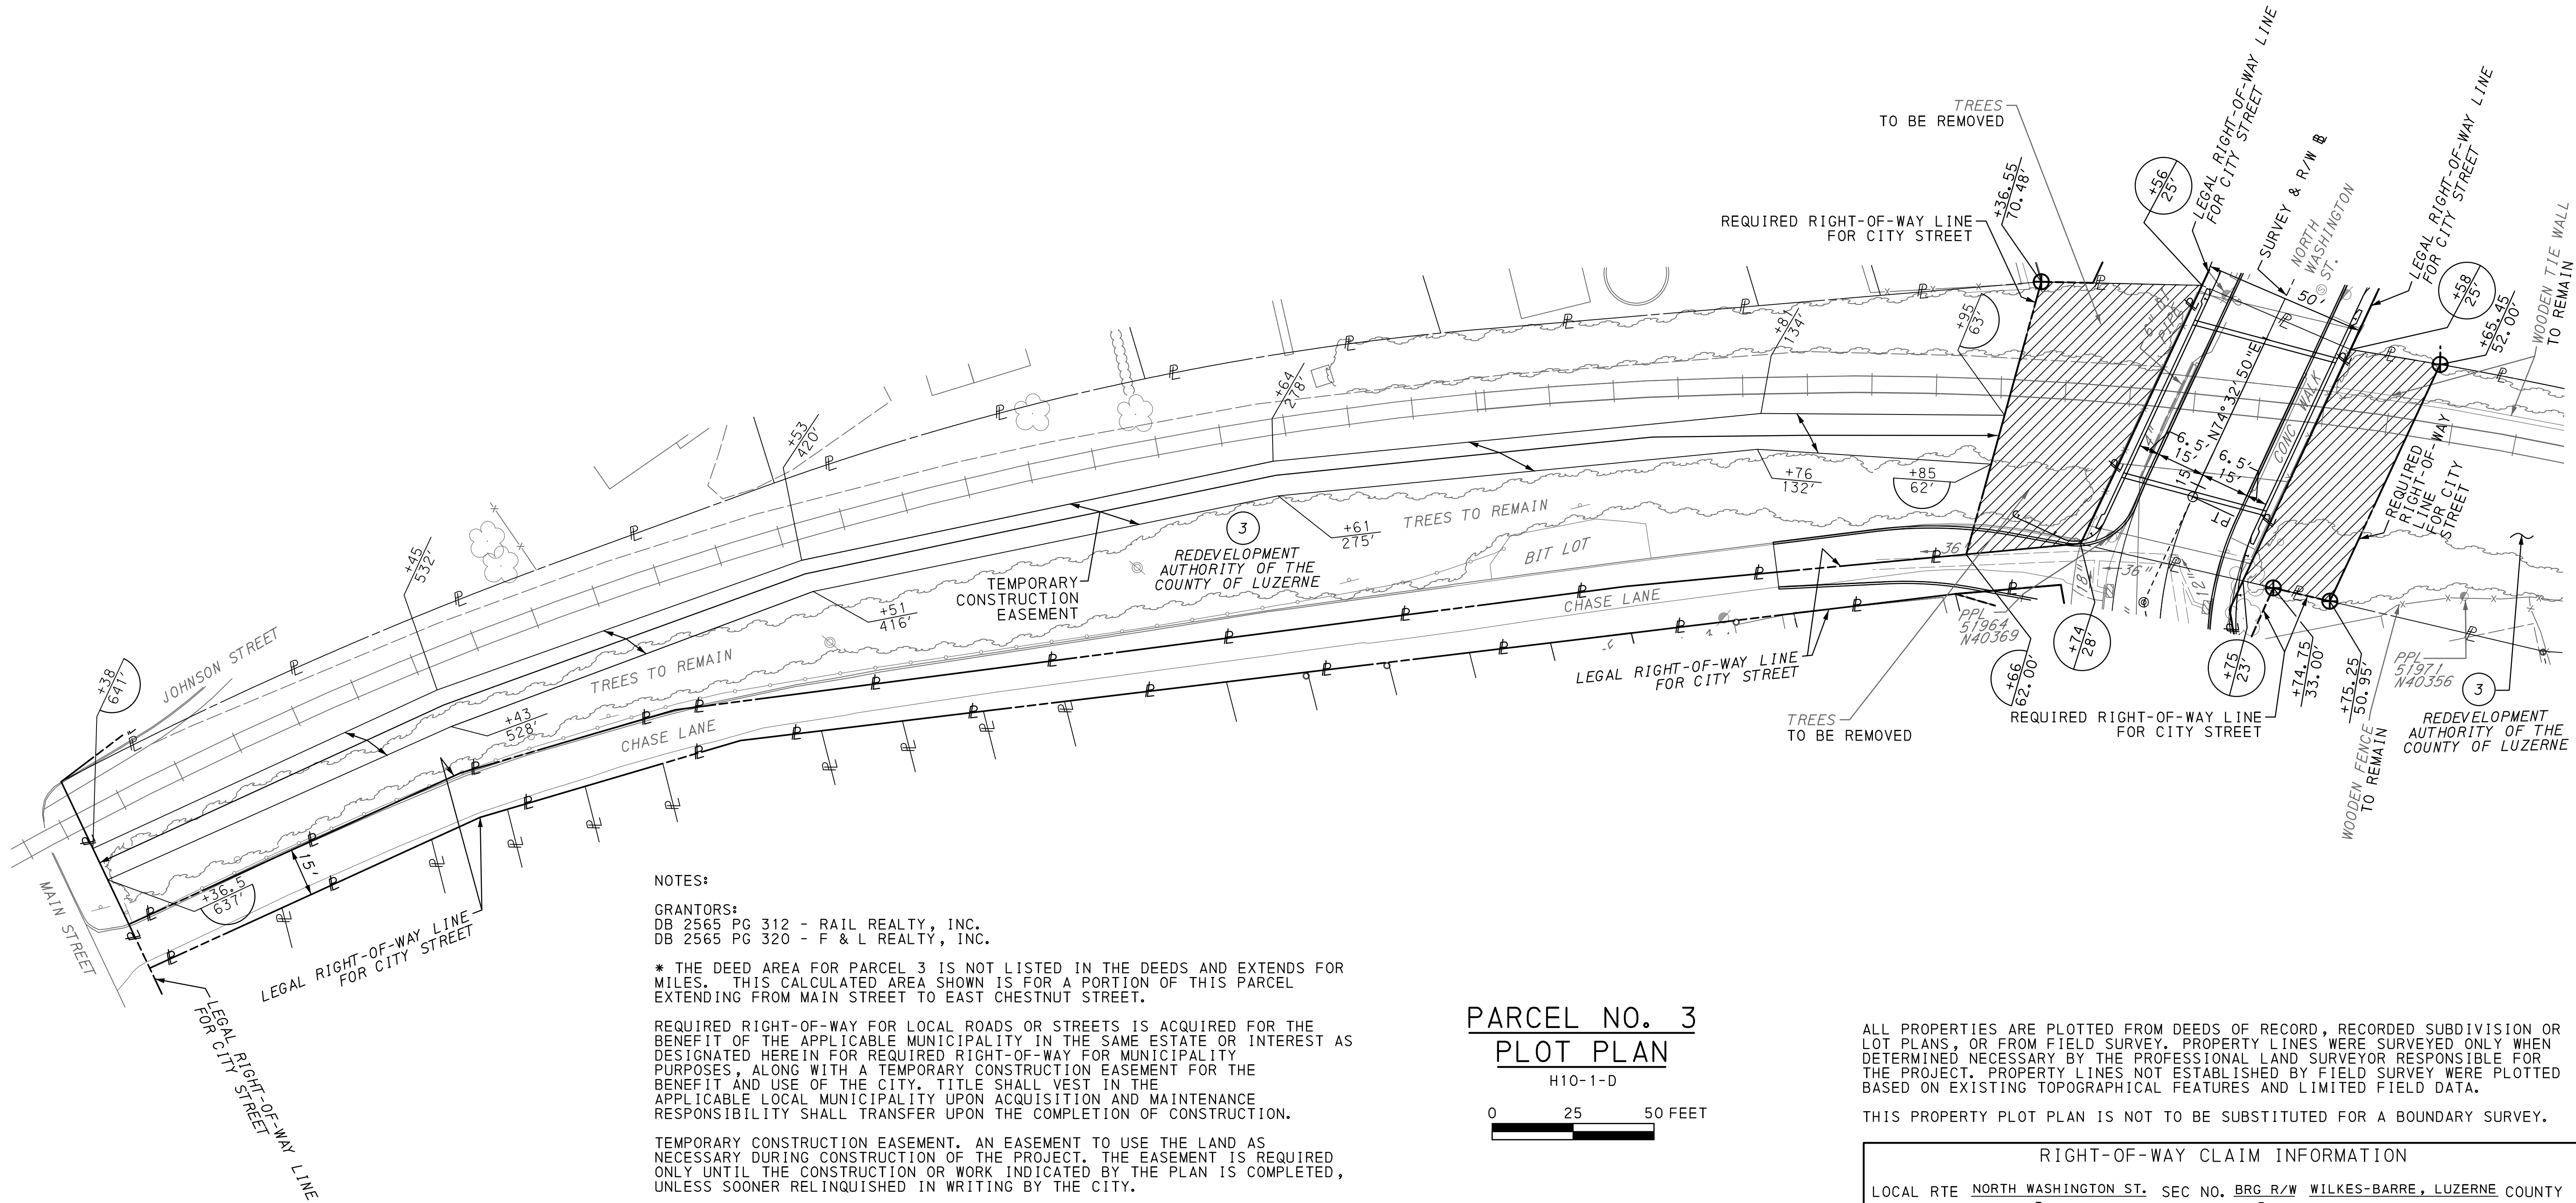 LEGAL RIGHT-OF-WAY LINE
FOR CITY STREET
TREES
TO BE REMOVED
+36.55
70.48'
+56
25'
SURVEY & R/W
NORTH
WASHINGTON
ST.
LEGAL RIGHT-OF-WAY LINE
FOR CITY STREET
WOODEN TIE WALL
TO REMAIN
REQUIRED RIGHT-OF-WAY LINE
FOR CITY STREET
50'
+58
25'
+65.45
52.00'
+95
63'
+81
134'
+64
278'
+53
420'
+45
532'
+38
641'
JOHNSON STREET
N74°32'50"E
CONC WALK
6.5'
15'
6.5'
15'
15
PT
REQUIRED
RIGHT-OF-WAY
LINE
FOR CITY
STREET
+76
132'
+85
62'
TREES TO REMAIN
+61
275'
BIT LOT
3
REDEVELOPMENT
AUTHORITY OF THE
COUNTY OF LUZERNE
TEMPORARY
CONSTRUCTION
EASEMENT
+51
416'
CHASE LANE
36"
18"
36"
12"
TREES TO REMAIN
+43
528'
CHASE LANE
LEGAL RIGHT-OF-WAY LINE
FOR CITY STREET
PPL
51964
N40369
+74
28'
+66
62.00'
+75
23'
+74.75
33.00'
+75.25
50.95'
PPL
51971
N40356
3
REDEVELOPMENT
AUTHORITY OF THE
COUNTY OF LUZERNE
TREES
TO BE REMOVED
REQUIRED RIGHT-OF-WAY LINE
FOR CITY STREET
WOODEN FENCE
TO REMAIN
MAIN STREET
+36.5
637'
15'
LEGAL RIGHT-OF-WAY LINE
FOR CITY STREET
LEGAL RIGHT-OF-WAY LINE
FOR CITY STREET
NOTES:
GRANTORS:
DB 2565 PG 312 - RAIL REALTY, INC.
DB 2565 PG 320 - F & L REALTY, INC.
* THE DEED AREA FOR PARCEL 3 IS NOT LISTED IN THE DEEDS AND EXTENDS FOR
MILES. THIS CALCULATED AREA SHOWN IS FOR A PORTION OF THIS PARCEL
EXTENDING FROM MAIN STREET TO EAST CHESTNUT STREET.
REQUIRED RIGHT-OF-WAY FOR LOCAL ROADS OR STREETS IS ACQUIRED FOR THE
BENEFIT OF THE APPLICABLE MUNICIPALITY IN THE SAME ESTATE OR INTEREST AS
DESIGNATED HEREIN FOR REQUIRED RIGHT-OF-WAY FOR MUNICIPALITY
PURPOSES, ALONG WITH A TEMPORARY CONSTRUCTION EASEMENT FOR THE
BENEFIT AND USE OF THE CITY. TITLE SHALL VEST IN THE
APPLICABLE LOCAL MUNICIPALITY UPON ACQUISITION AND MAINTENANCE
RESPONSIBILITY SHALL TRANSFER UPON THE COMPLETION OF CONSTRUCTION.
TEMPORARY CONSTRUCTION EASEMENT. AN EASEMENT TO USE THE LAND AS
NECESSARY DURING CONSTRUCTION OF THE PROJECT. THE EASEMENT IS REQUIRED
ONLY UNTIL THE CONSTRUCTION OR WORK INDICATED BY THE PLAN IS COMPLETED,
UNLESS SOONER RELINQUISHED IN WRITING BY THE CITY.
PARCEL NO. 3
PLOT PLAN
H10-1-D
0 25 50 FEET
ALL PROPERTIES ARE PLOTTED FROM DEEDS OF RECORD, RECORDED SUBDIVISION OR
LOT PLANS, OR FROM FIELD SURVEY. PROPERTY LINES WERE SURVEYED ONLY WHEN
DETERMINED NECESSARY BY THE PROFESSIONAL LAND SURVEYOR RESPONSIBLE FOR
THE PROJECT. PROPERTY LINES NOT ESTABLISHED BY FIELD SURVEY WERE PLOTTED
BASED ON EXISTING TOPOGRAPHICAL FEATURES AND LIMITED FIELD DATA.
THIS PROPERTY PLOT PLAN IS NOT TO BE SUBSTITUTED FOR A BOUNDARY SURVEY.
RIGHT-OF-WAY CLAIM INFORMATION
LOCAL RTE NORTH WASHINGTON ST. SEC NO. BRG R/W WILKES-BARRE, LUZERNE COUNTY